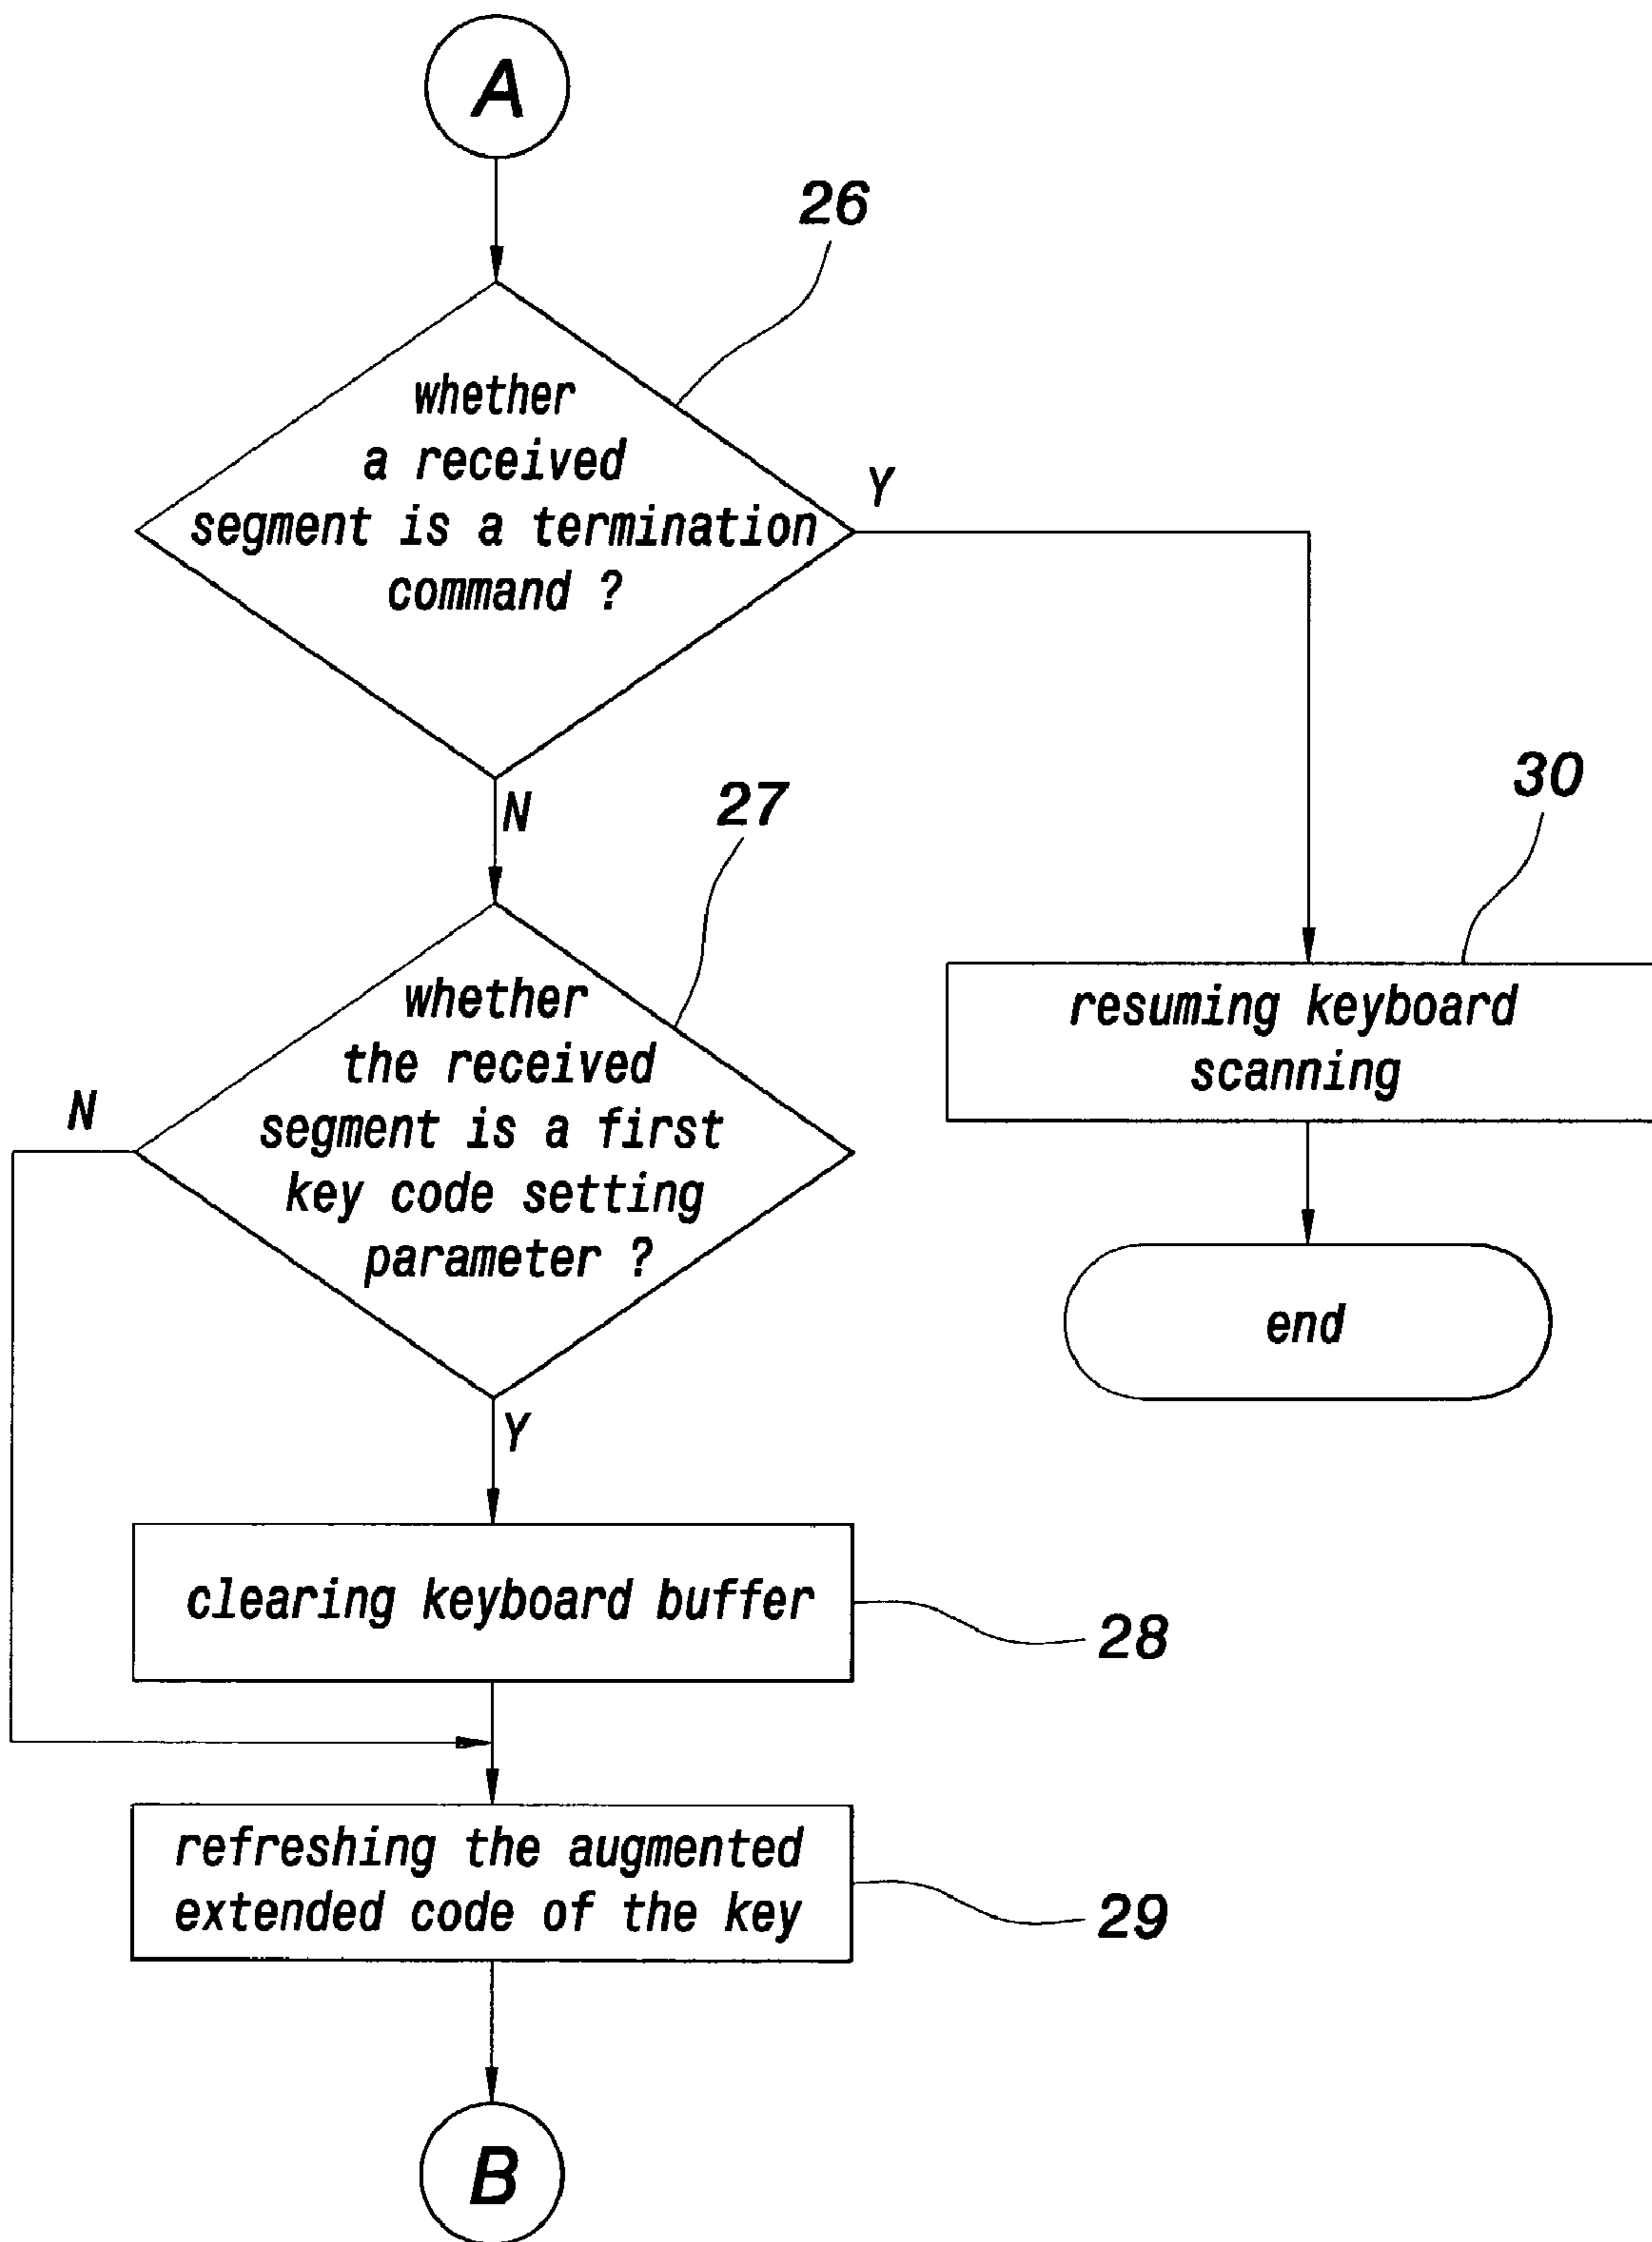 A
26
whether
a received
segment is a termination
command ?
Y
N
27
30
whether
the received
segment is a first
key code setting
parameter ?
N
resuming keyboard
scanning
end
Y
clearing keyboard buffer
28
refreshing the augmented
extended code of the key
29
B